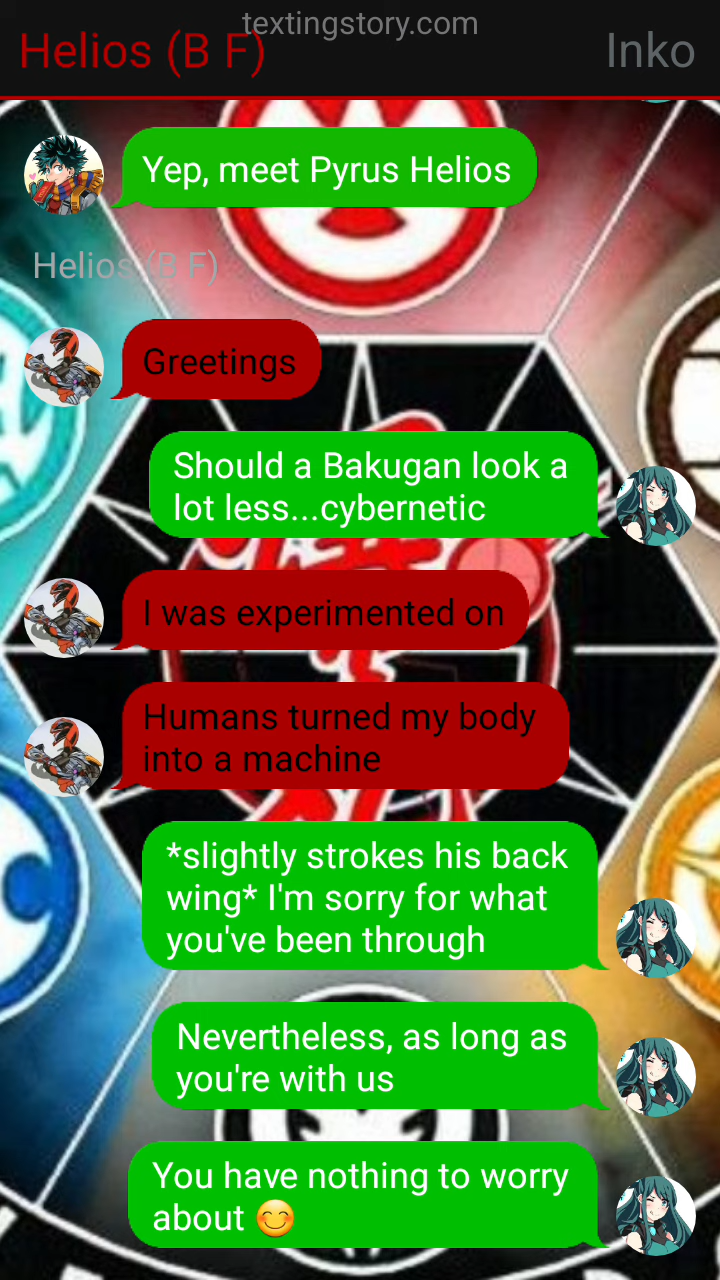 textingstory.com
Helios (B F)
Inko
Yep, meet Pyrus Helios
Helios (B F)
Greetings
Should a Bakugan look a
lot less...cybernetic
I was experimented on
Humans turned my body
into a machine
*slightly strokes his back
wing* I'm sorry for what
you've been through
Nevertheless, as long as
you're with us
You have nothing to worry
about 😊